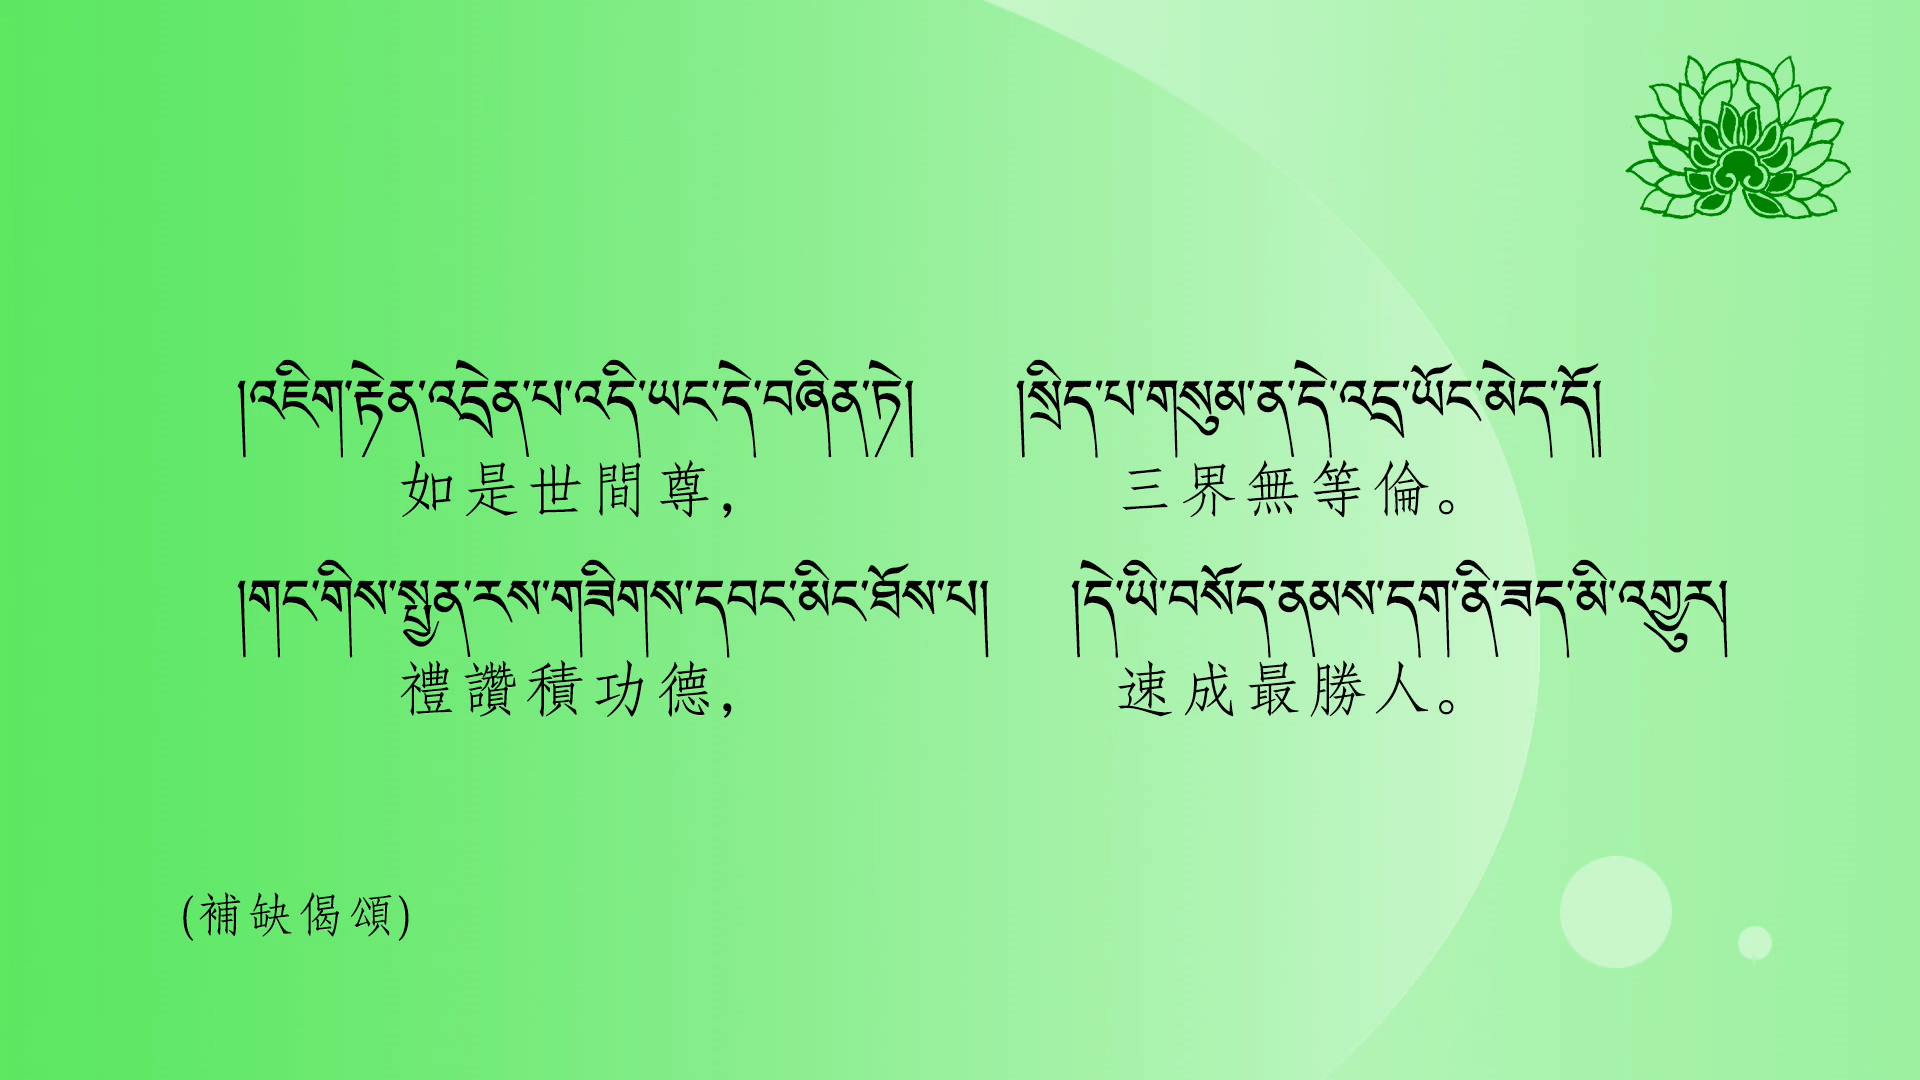 །འཇིག་རྟེན་འདྲེན་པ་འདི་ཡང་དེ་བཞིན་ཏེ། །སྲིད་པ་གསུམ་ན་དེ་འདྲ་ཡོང་མེད་དོ།
如是世間尊, 三界無等倫。
།གང་གིས་སྤྱན་རས་གཟིགས་དབང་མིང་ཐོས་པ། །དེ་ཡི་བསོད་ནམས་དག་ནི་ཟད་མི་འགྱུར།
禮讚積功德, 速成最勝人。
(補缺偈頌)